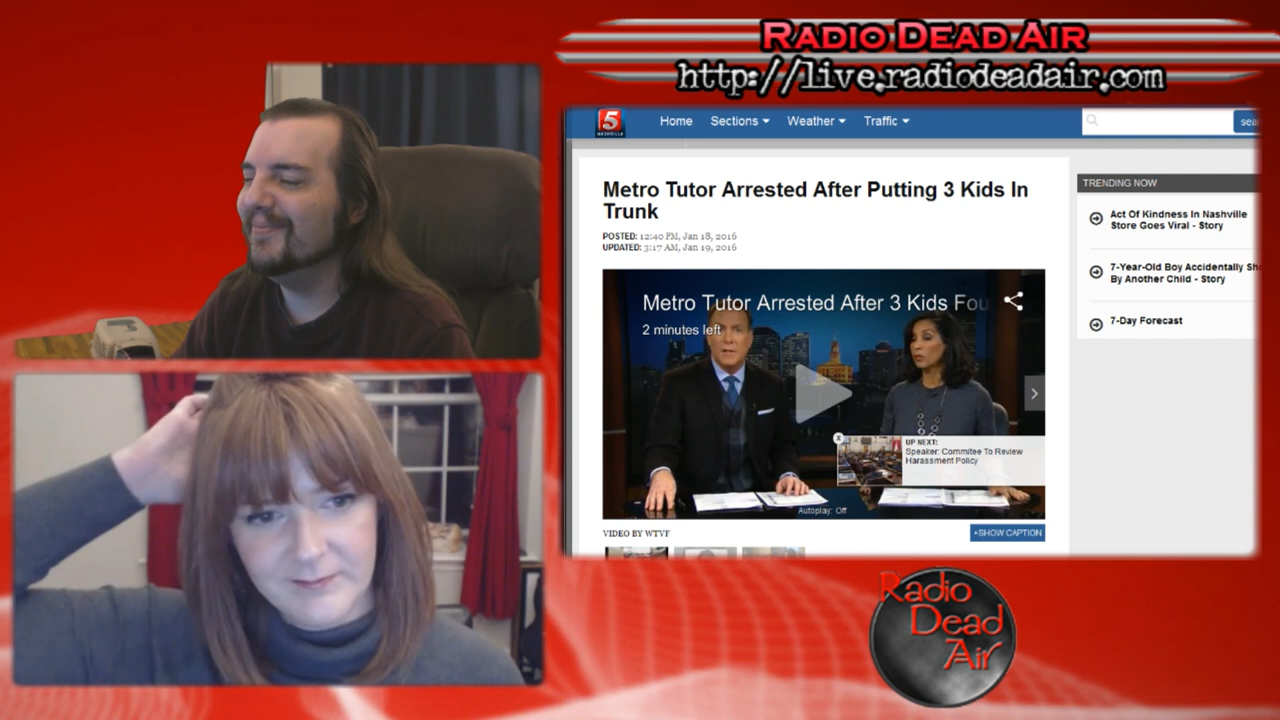 RADIO DEAD AIR
http://live.radiodeadair.com
5
NASHVILLE
Home Sections Weather Traffic
sea
Metro Tutor Arrested After Putting 3 Kids In
Trunk
POSTED: 12:40 PM, Jan 18, 2016
UPDATED: 3:17 AM, Jan 19, 2016
Metro Tutor Arrested After 3 Kids Fou
2 minutes left
X
UP NEXT:
Speaker: Commitee To Review
Harassment Policy
Autoplay: Off
VIDEO BY WTVF
+SHOW CAPTION
TRENDING NOW
Act Of Kindness In Nashville
Store Goes Viral - Story
7-Year-Old Boy Accidentally Sh
By Another Child - Story
7-Day Forecast
Radio
Dead
Air